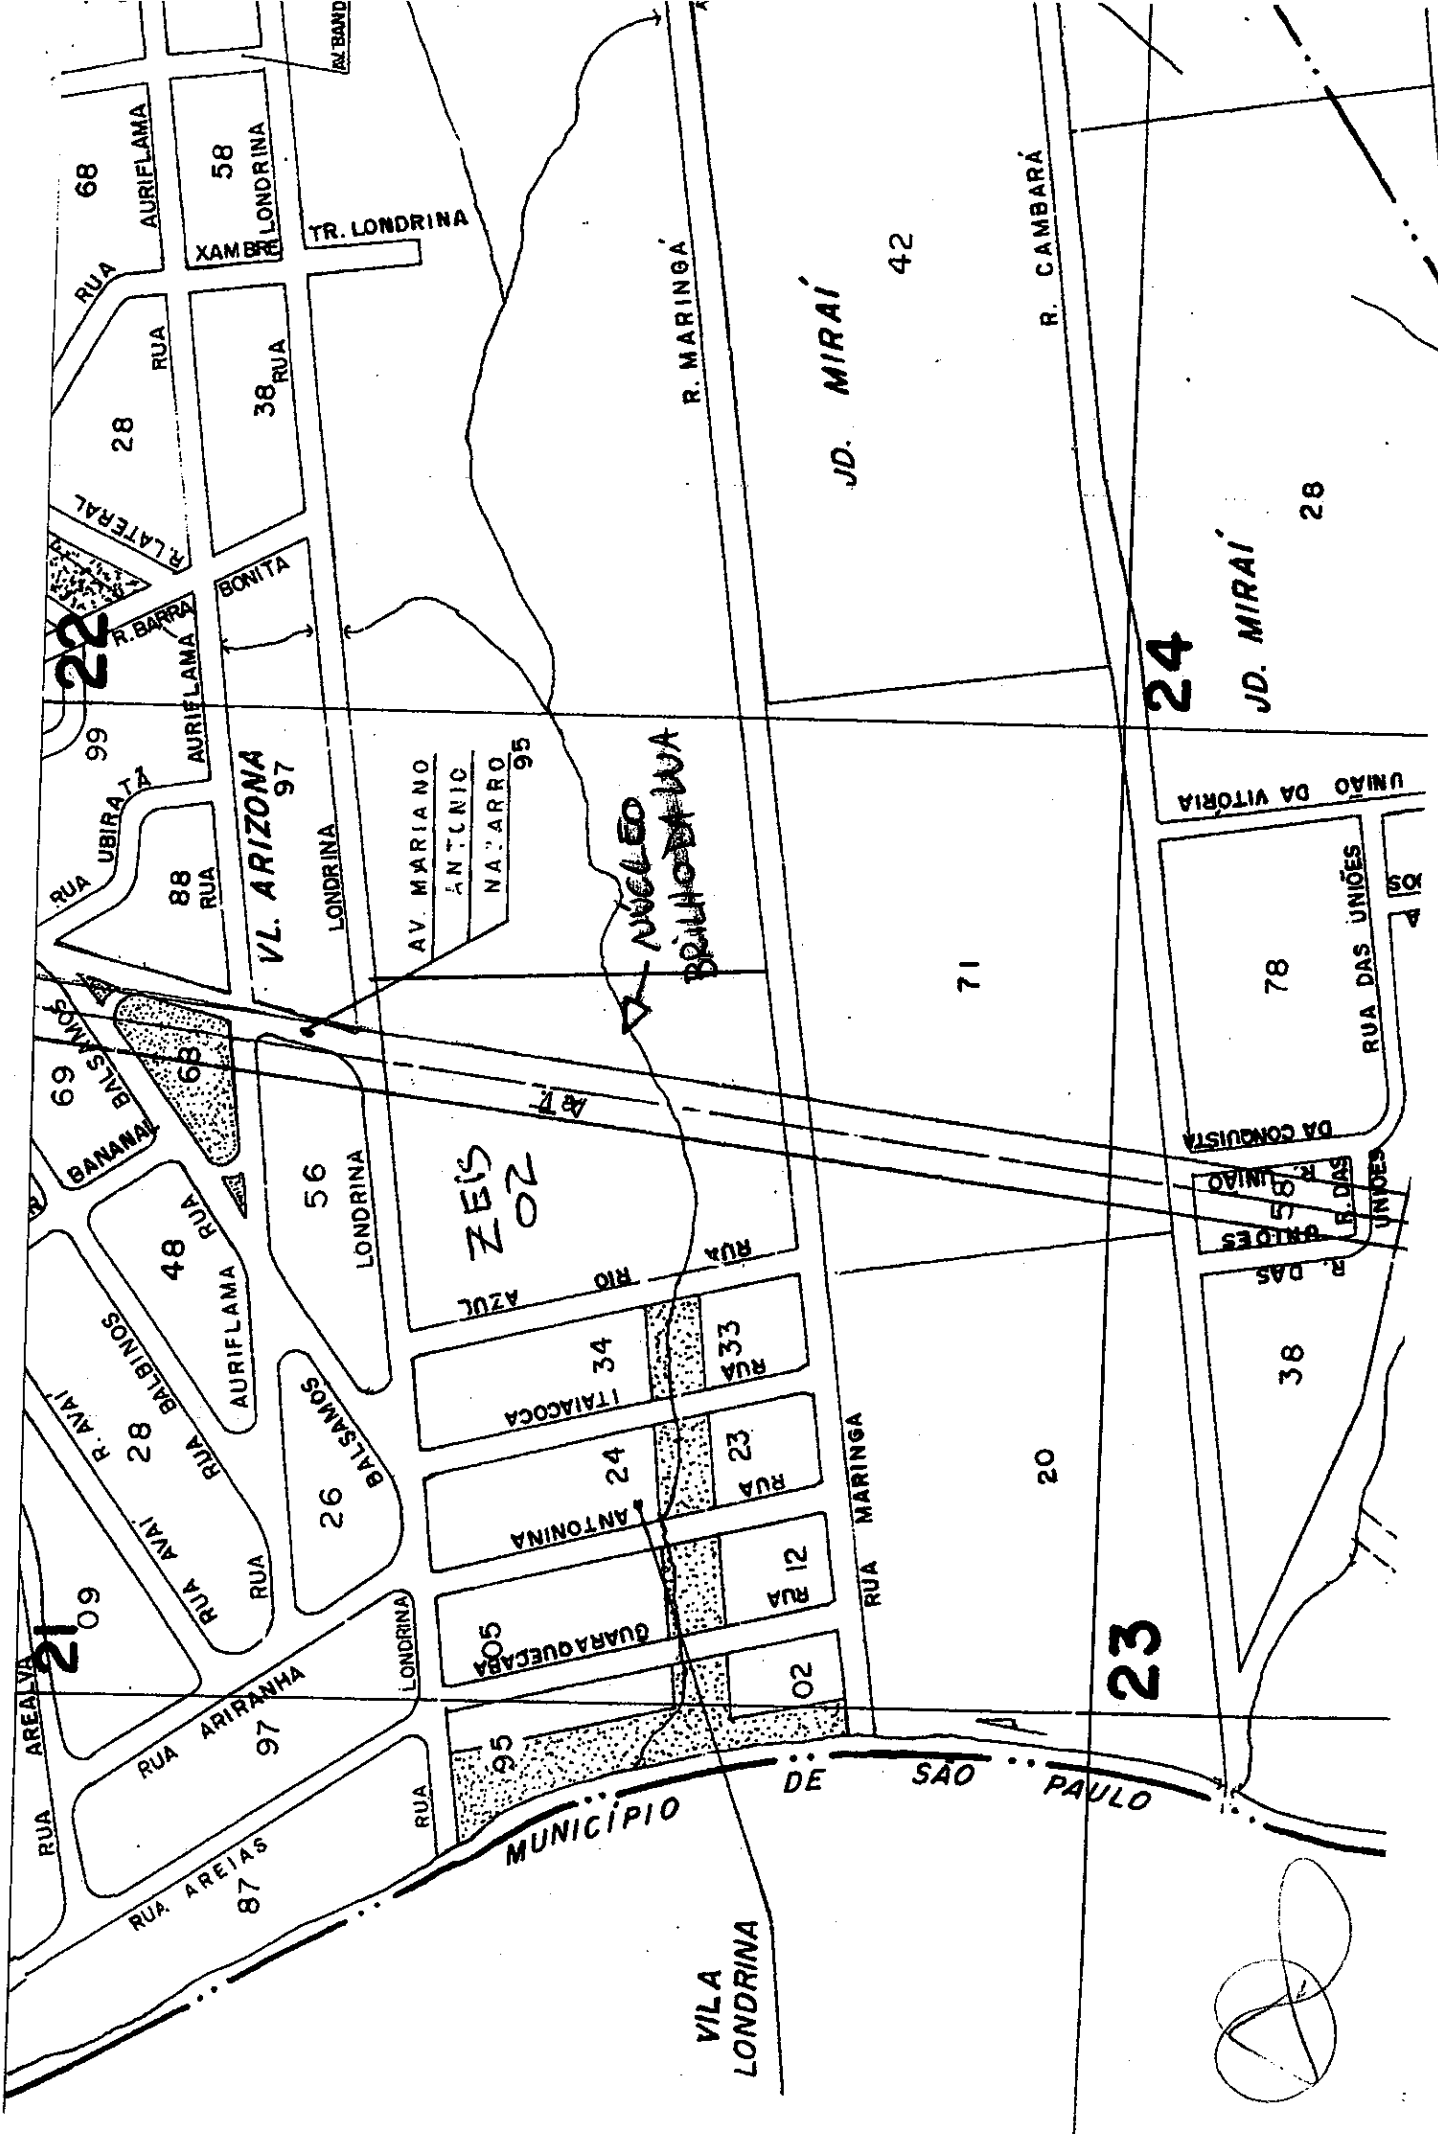 RUA AREALVA
21
09
R. AVAÍ
RUA AVAÍ
28
RUA BALBINOS
RUA ARIRANHA
97
RUA AREIAS
87
RUA LONDRINA
RUA
26
BALSAMOS
48
RUA AURIFLAMA
BANANAL
69
BALSAMOS
68
56
LONDRINA
22
99
RUA UBIRATÃ
88
RUA AURIFLAMA
VL. ARIZONA
97
LONDRINA
R. BARRA BONITA
R. LATERAL
28
RUA AURIFLAMA
38
RUA LONDRINA
RUA XAMBRE
68
58
TR. LONDRINA
AV. BAND
AV. MARIANO
ANTONIO
NAVARRO
95
NUCLEO
BRILHO DA LUA
ZEIS
02
RUA RIO AZUL
34
33
RUA ITAIACOCA
24
23
RUA ANTONINA
05
12
RUA GUARAQUEÇABA
95
02
MUNICÍPIO DE SÃO PAULO
VILA
LONDRINA
R. MARINGÁ
RUA MARINGA
JD. MIRAÍ
42
R. CAMBARÁ
71
20
23
24
JD. MIRAÍ
28
UNIÃO DA VITÓRIA
78
RUA DAS UNIÕES
R. UNIÃO
DA CONQUISTA
58
R. DAS
UNIÕES
R. DAS
UNIÕES
38